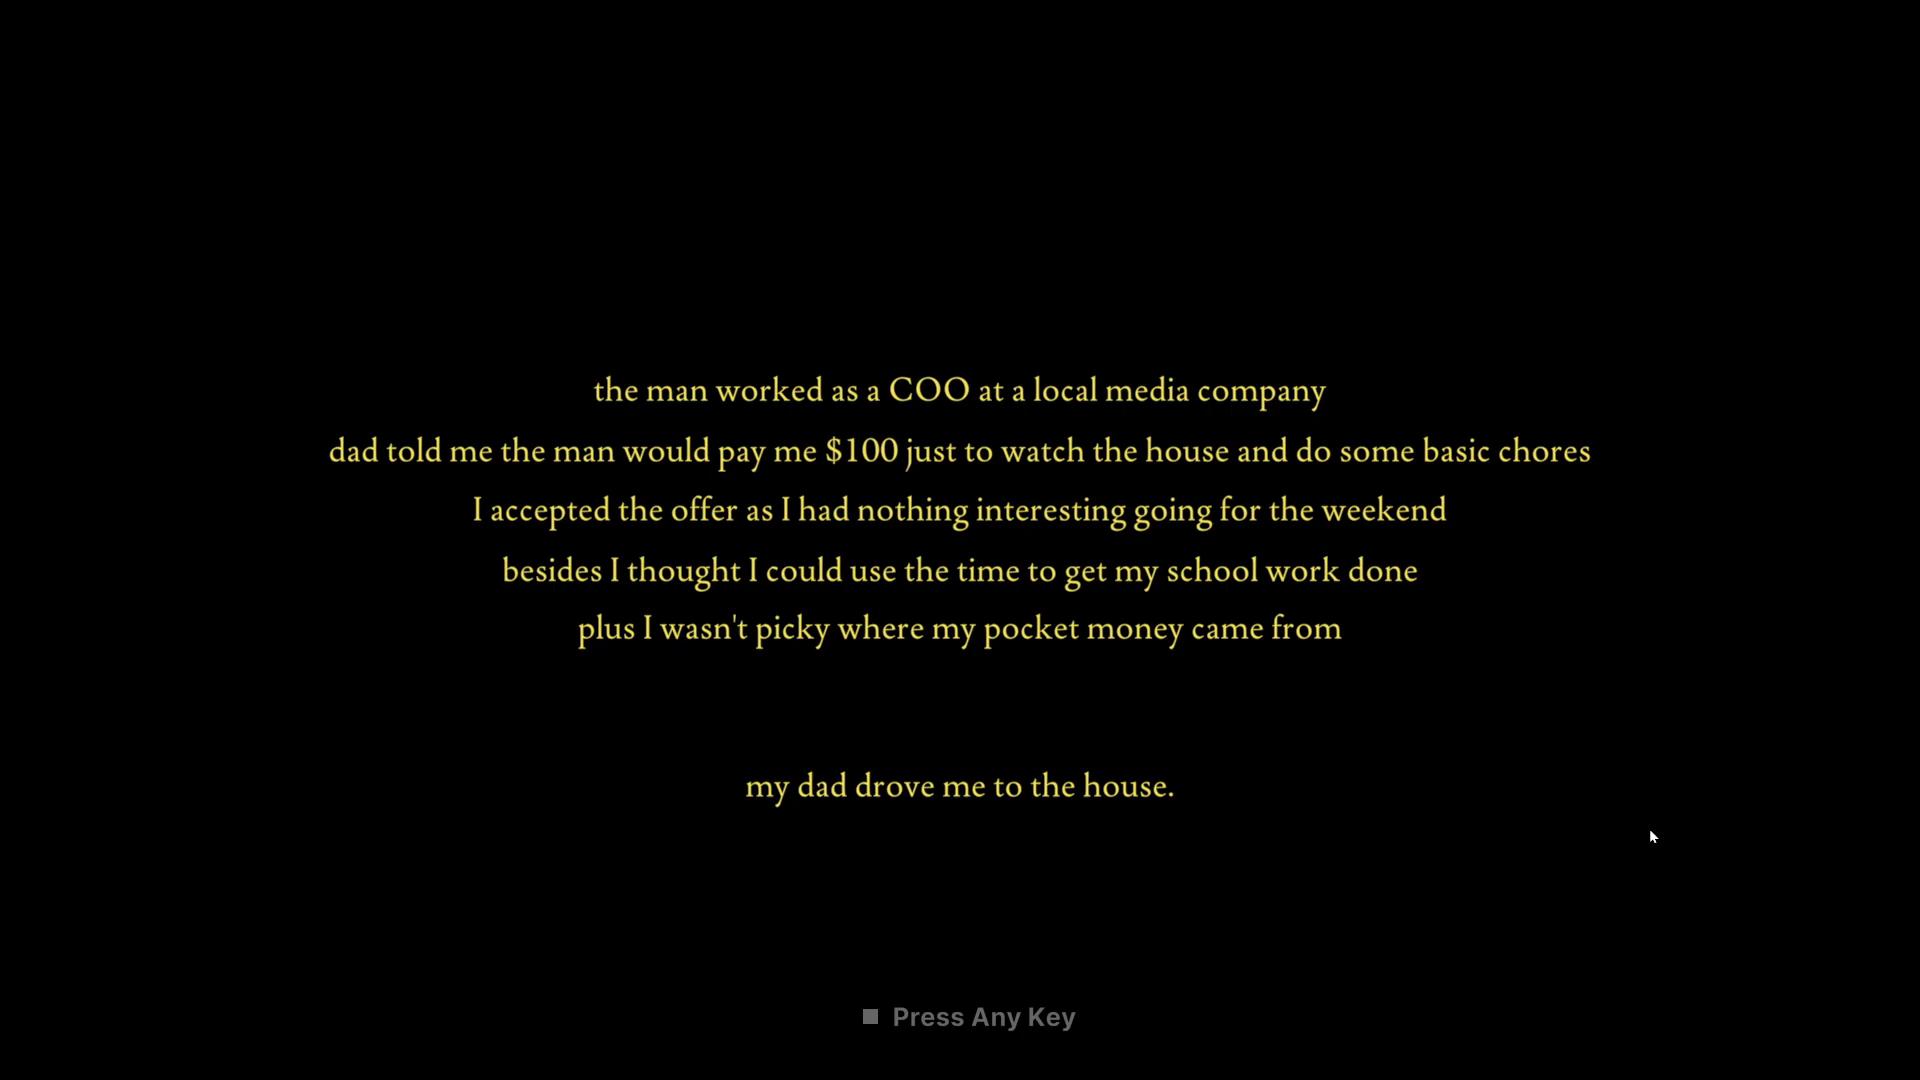 the man worked as a COO at a local media company
dad told me the man would pay me $100 just to watch the house and do some basic chores
I accepted the offer as I had nothing interesting going for the weekend
besides I thought I could use the time to get my school work done
plus I wasn't picky where my pocket money came from
my dad drove me to the house.
Press Any Key